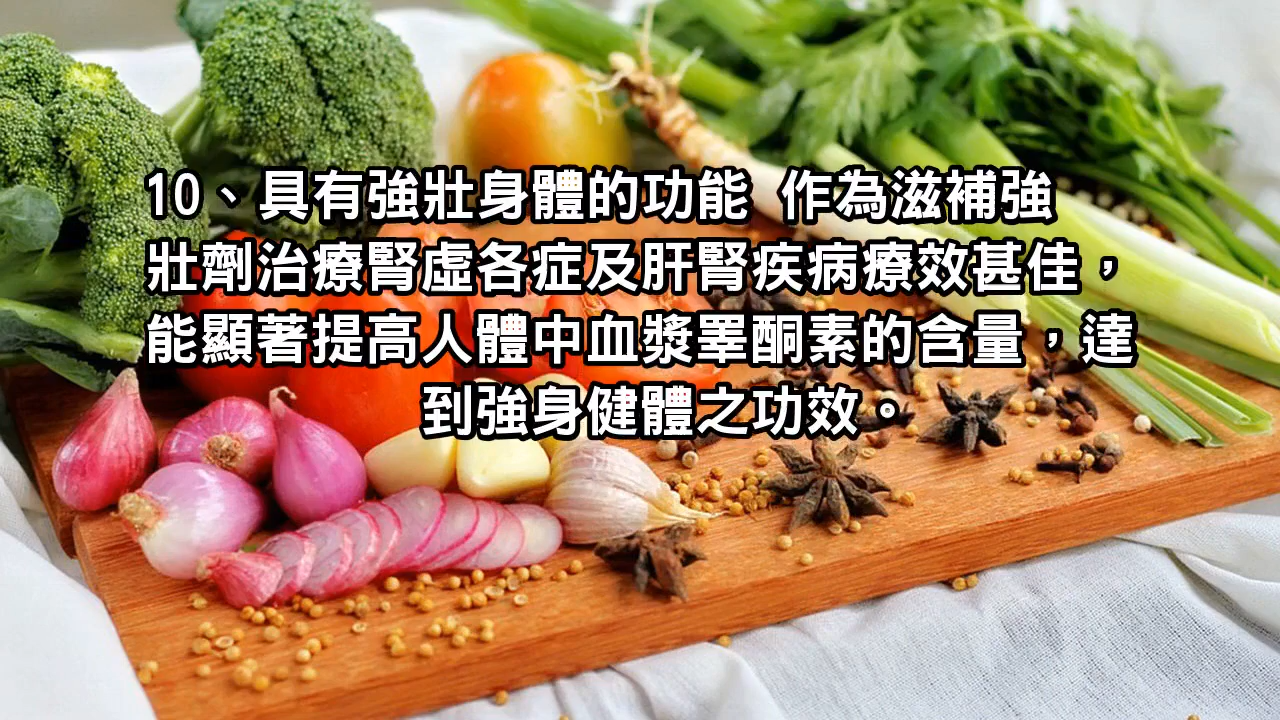 10、具有強壯身體的功能 作為滋補強
壯劑治療腎虛各症及肝腎疾病療效甚佳，
能顯著提高人體中血漿睪酮素的含量，達
到強身健體之功效。